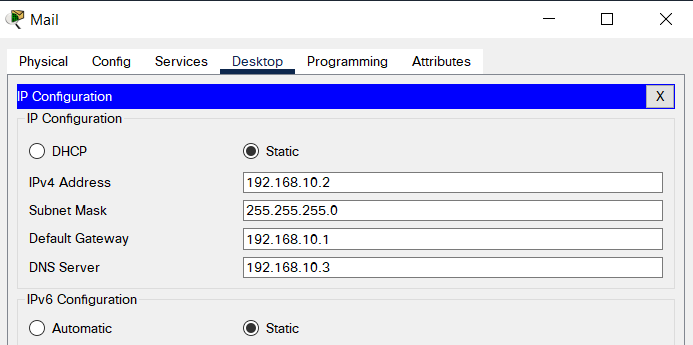 Mail
Physical Config Services Desktop Programming Attributes
IP Configuration X
IP Configuration
DHCP Static
IPv4 Address 192.168.10.2
Subnet Mask 255.255.255.0
Default Gateway 192.168.10.1
DNS Server 192.168.10.3
IPv6 Configuration
Automatic Static